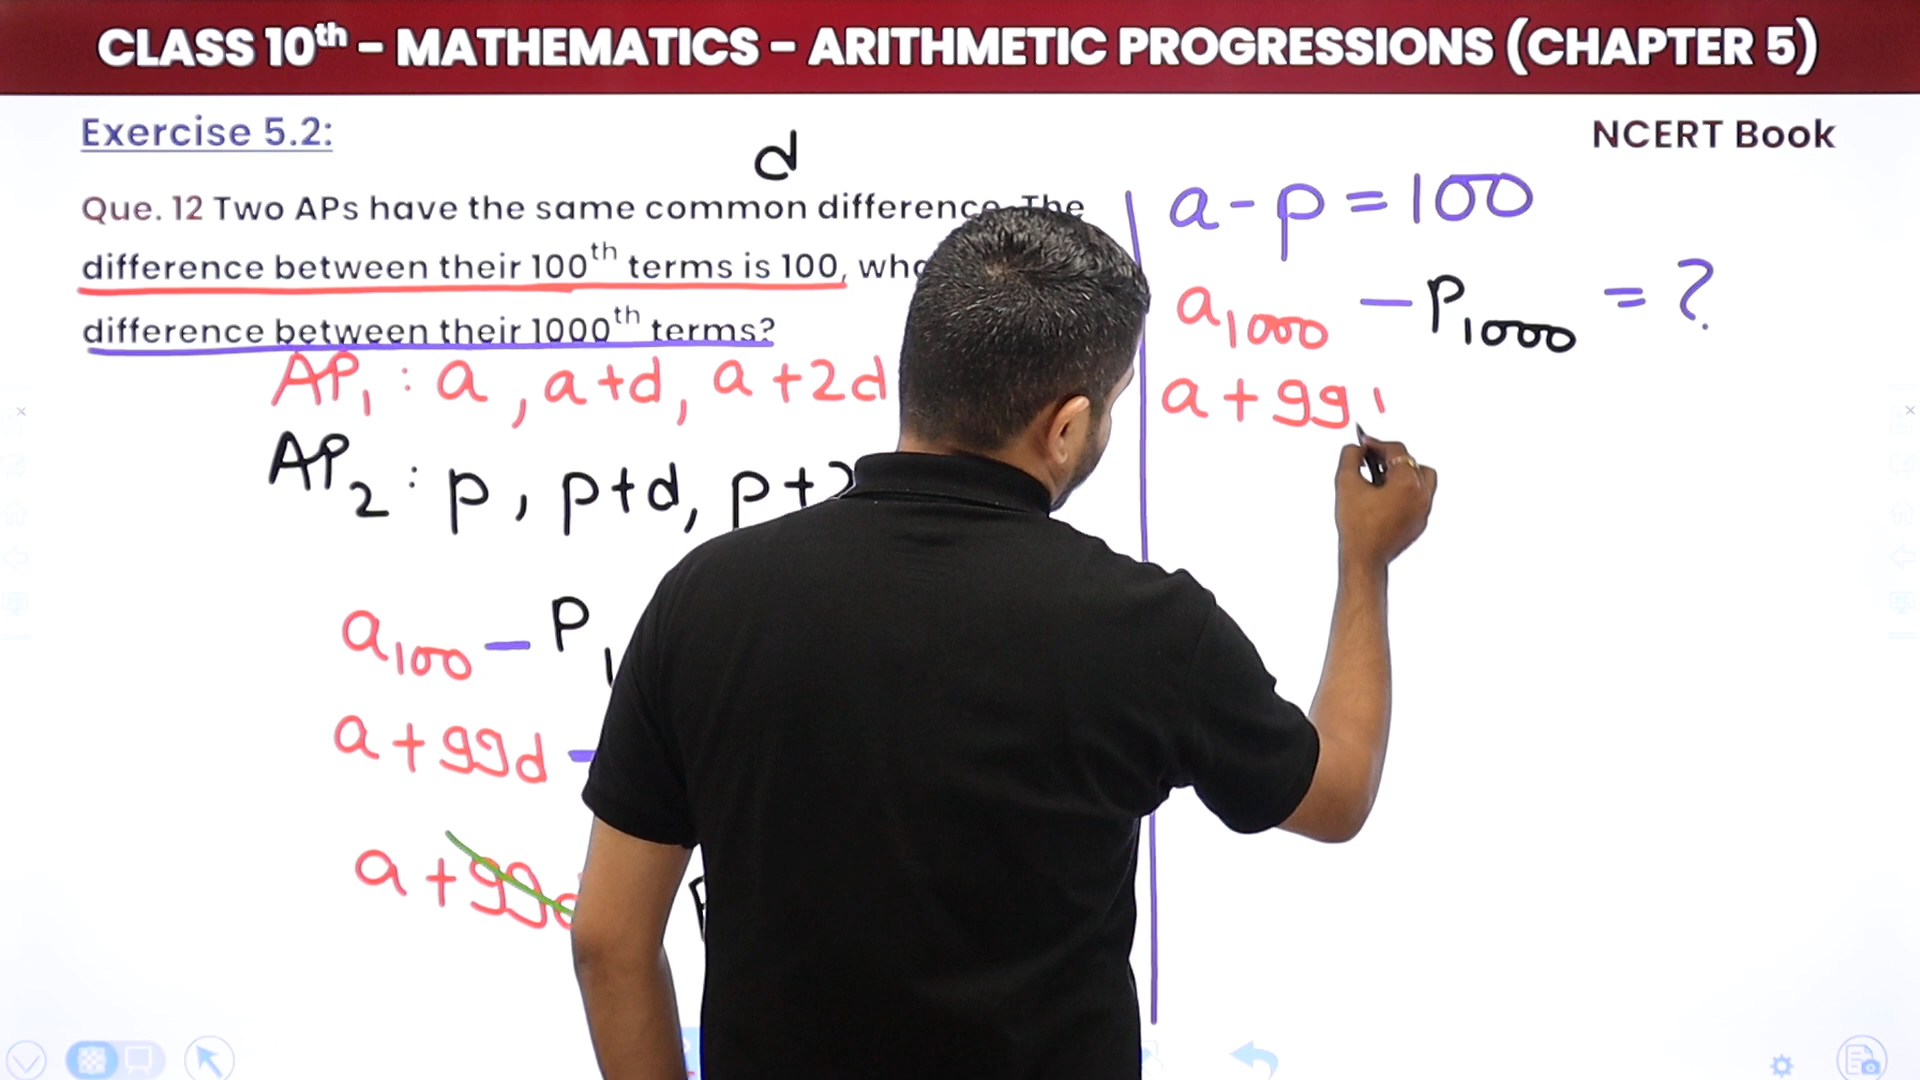 CLASS 10th – MATHEMATICS – ARITHMETIC PROGRESSIONS (CHAPTER 5)
Exercise 5.2:
NCERT Book
d
Que. 12 Two APs have the same common difference. The
difference between their 100th terms is 100,
difference between their 1000th terms?
AP1 : a , a+d, a+2d
AP2 : p , p+d, p+
a100 – P
a + 99d –
a + 99
a - p = 100
a1000 – P1000 = ?
a + 99